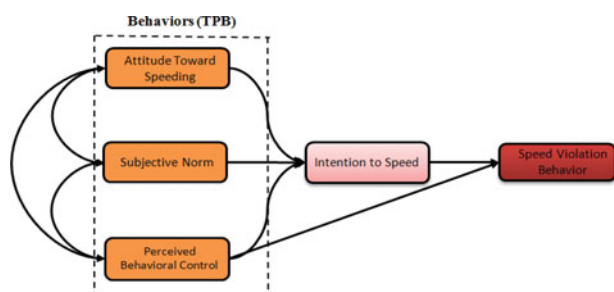 Behaviors (TPB)
Attitude Toward
Speeding
Subjective Norm
Intention to Speed
Speed Violation
Behavior
Perceived
Behavioral Control